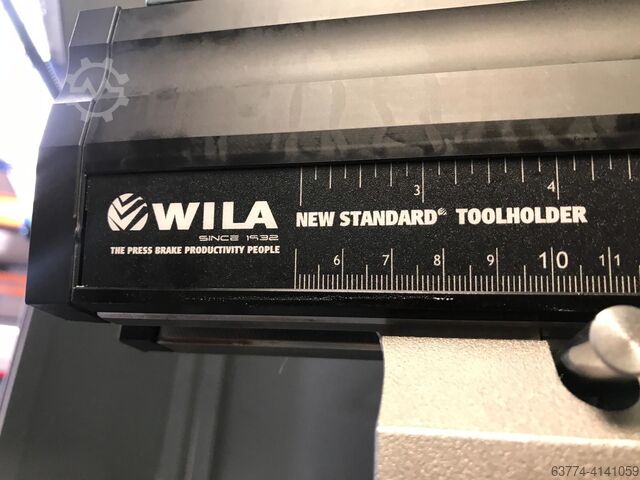 3 4
WILA
SINCE 1932
THE PRESS BRAKE PRODUCTIVITY PEOPLE
NEW STANDARD® TOOLHOLDER
6 7 8 9 10 11
63774-4141059